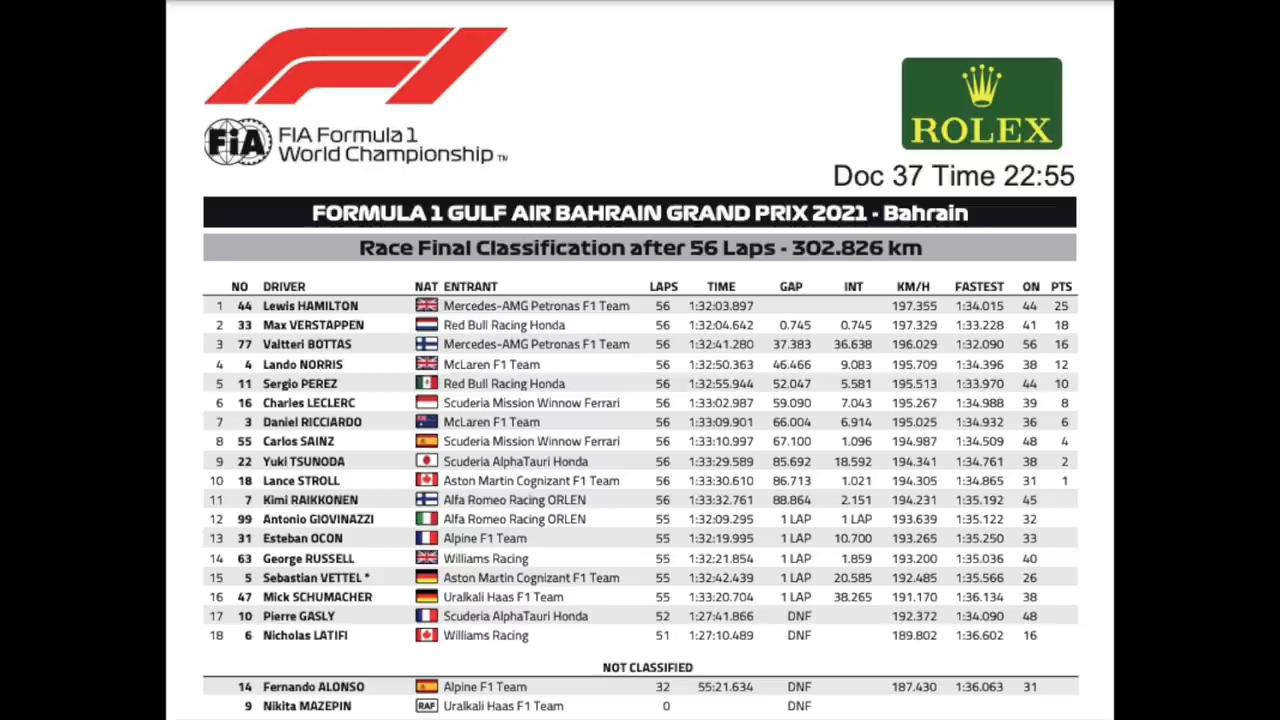 FiA FIA Formula 1
World Championship™
ROLEX
Doc 37 Time 22:55
FORMULA 1 GULF AIR BAHRAIN GRAND PRIX 2021 - Bahrain
Race Final Classification after 56 Laps - 302.826 km
NO DRIVER NAT ENTRANT LAPS TIME GAP INT KM/H FASTEST ON PTS
1 44 Lewis HAMILTON Mercedes-AMG Petronas F1 Team 56 1:32:03.897 197.355 1:34.015 44 25
2 33 Max VERSTAPPEN Red Bull Racing Honda 56 1:32:04.642 0.745 0.745 197.329 1:33.228 41 18
3 77 Valtteri BOTTAS Mercedes-AMG Petronas F1 Team 56 1:32:41.280 37.383 36.638 196.029 1:32.090 56 16
4 4 Lando NORRIS McLaren F1 Team 56 1:32:50.363 46.466 9.083 195.709 1:34.396 38 12
5 11 Sergio PEREZ Red Bull Racing Honda 56 1:32:55.944 52.047 5.581 195.513 1:33.970 44 10
6 16 Charles LECLERC Scuderia Mission Winnow Ferrari 56 1:33:02.987 59.090 7.043 195.267 1:34.988 39 8
7 3 Daniel RICCIARDO McLaren F1 Team 56 1:33:09.901 66.004 6.914 195.025 1:34.932 36 6
8 55 Carlos SAINZ Scuderia Mission Winnow Ferrari 56 1:33:10.997 67.100 1.096 194.987 1:34.509 48 4
9 22 Yuki TSUNODA Scuderia AlphaTauri Honda 56 1:33:29.589 85.692 18.592 194.341 1:34.761 38 2
10 18 Lance STROLL Aston Martin Cognizant F1 Team 56 1:33:30.610 86.713 1.021 194.305 1:34.865 31 1
11 7 Kimi RAIKKONEN Alfa Romeo Racing ORLEN 56 1:33:32.761 88.864 2.151 194.231 1:35.192 45
12 99 Antonio GIOVINAZZI Alfa Romeo Racing ORLEN 55 1:32:09.295 1 LAP 1 LAP 193.639 1:35.122 32
13 31 Esteban OCON Alpine F1 Team 55 1:32:19.995 1 LAP 10.700 193.265 1:35.250 33
14 63 George RUSSELL Williams Racing 55 1:32:21.854 1 LAP 1.859 193.200 1:35.036 40
15 5 Sebastian VETTEL * Aston Martin Cognizant F1 Team 55 1:32:42.439 1 LAP 20.585 192.485 1:35.566 26
16 47 Mick SCHUMACHER Uralkali Haas F1 Team 55 1:33:20.704 1 LAP 38.265 191.170 1:36.134 38
17 10 Pierre GASLY Scuderia AlphaTauri Honda 52 1:27:41.866 DNF 192.372 1:34.090 48
18 6 Nicholas LATIFI Williams Racing 51 1:27:10.489 DNF 189.802 1:36.602 16
NOT CLASSIFIED
14 Fernando ALONSO Alpine F1 Team 32 55:21.634 DNF 187.430 1:36.063 31
9 Nikita MAZEPIN RAF Uralkali Haas F1 Team 0 DNF